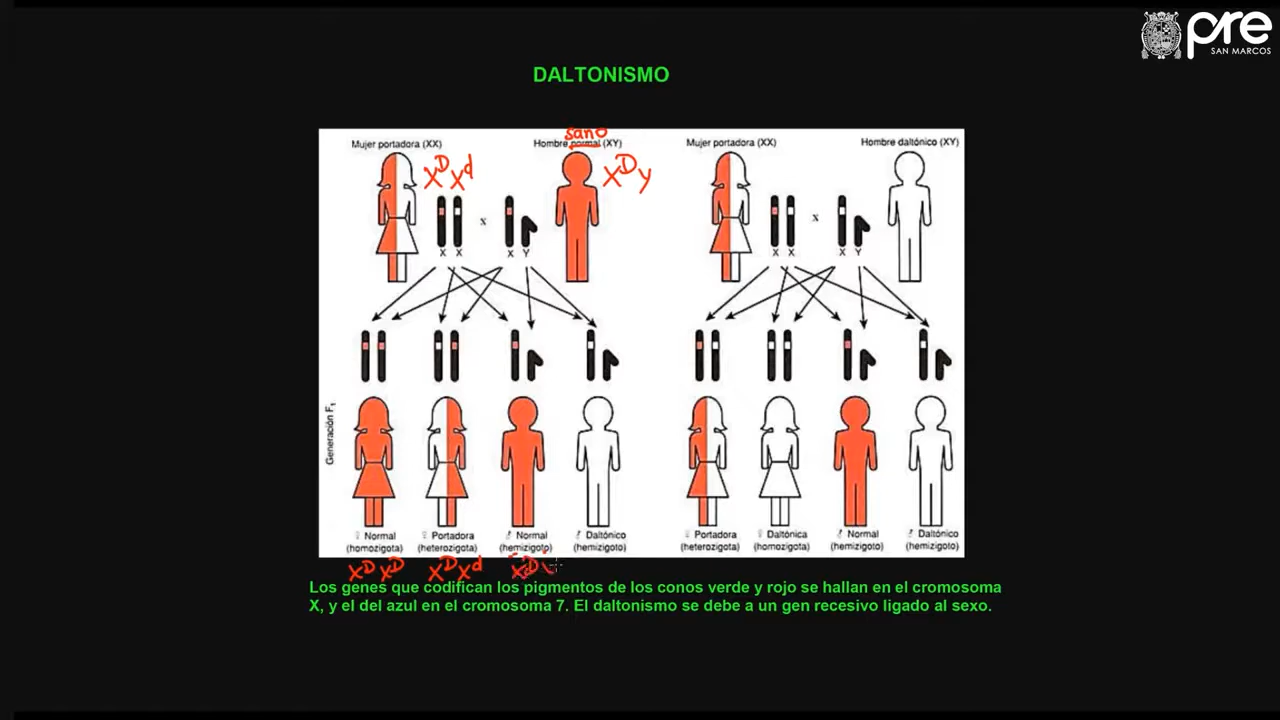 pre
SAN MARCOS
DALTONISMO
sano
Mujer portadora (XX)
Hombre normal (XY)
Mujer portadora (XX)
Hombre daltónico (XY)
X^D X^d
X^D y
x
x
X X
X Y
X X
X Y
Generación F₁
♀ Normal
(homozigota)
♀ Portadora
(heterozigota)
♂ Normal
(hemizigoto)
♂ Daltónico
(hemizigoto)
♀ Portadora
(heterozigota)
♀ Daltónica
(homozigota)
♂ Normal
(hemizigoto)
♂ Daltónico
(hemizigoto)
X^D X^D
X^D X^d
X^D
Los genes que codifican los pigmentos de los conos verde y rojo se hallan en el cromosoma
X, y el del azul en el cromosoma 7. El daltonismo se debe a un gen recesivo ligado al sexo.